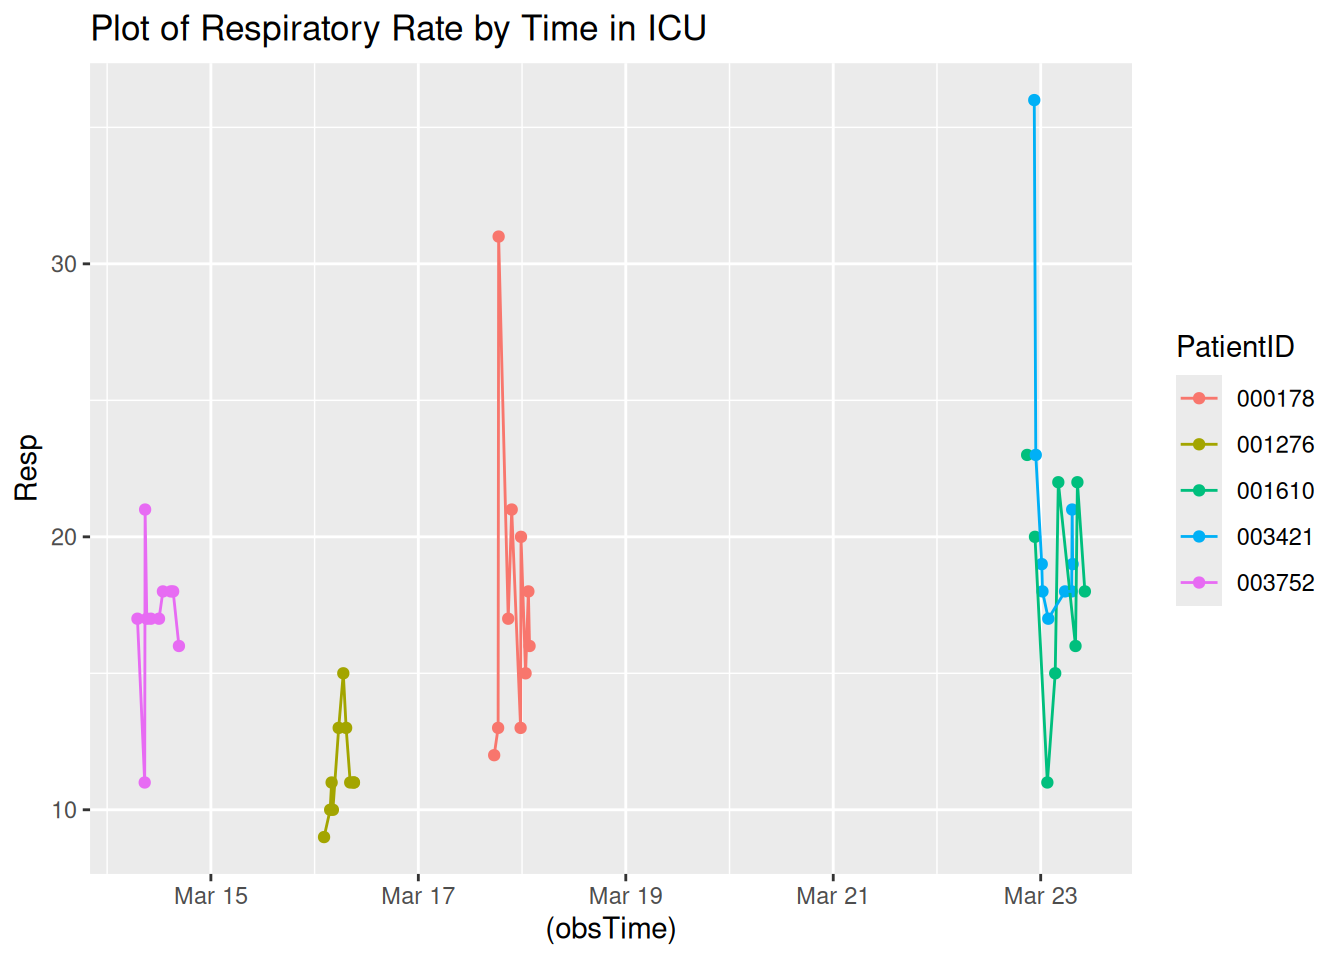 Plot of Respiratory Rate by Time in ICU
Resp
30
20
10
Mar 15
Mar 17
Mar 19
Mar 21
Mar 23
(obsTime)
PatientID
000178
001276
001610
003421
003752